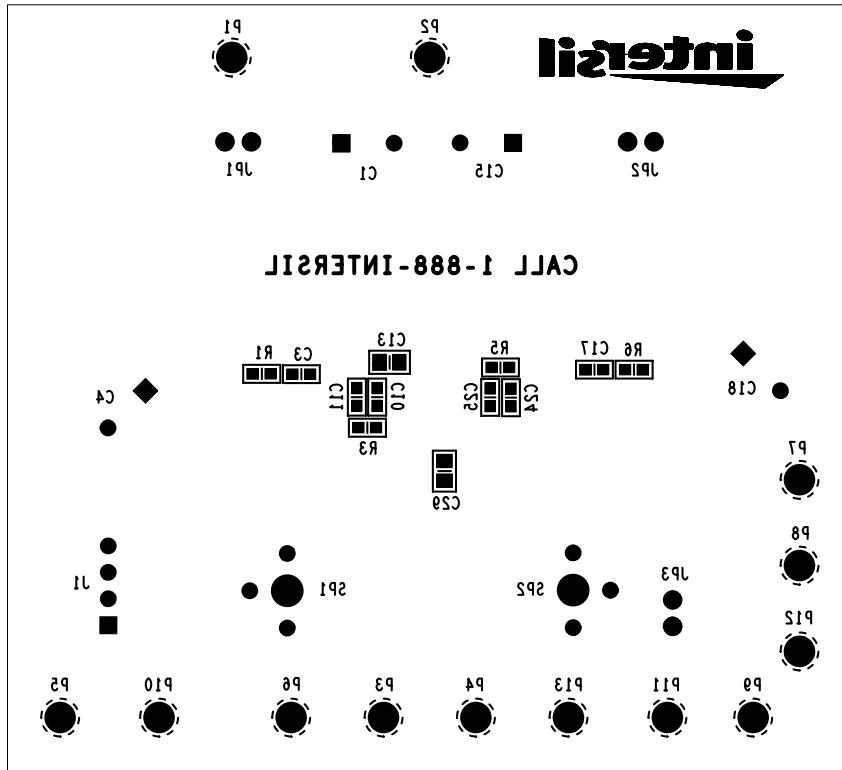 P1 P2
intersil
JP1 C1 C15 JP2
CALL 1-888-INTERSIL
R1 C3 C13 R5 C17 R6
C4 C11 C10 C25 C24 C18
R3
P7
C29
P8
J1 SP1 SP2 JP3
P12
P5 P10 P6 P3 P4 P13 P11 P9